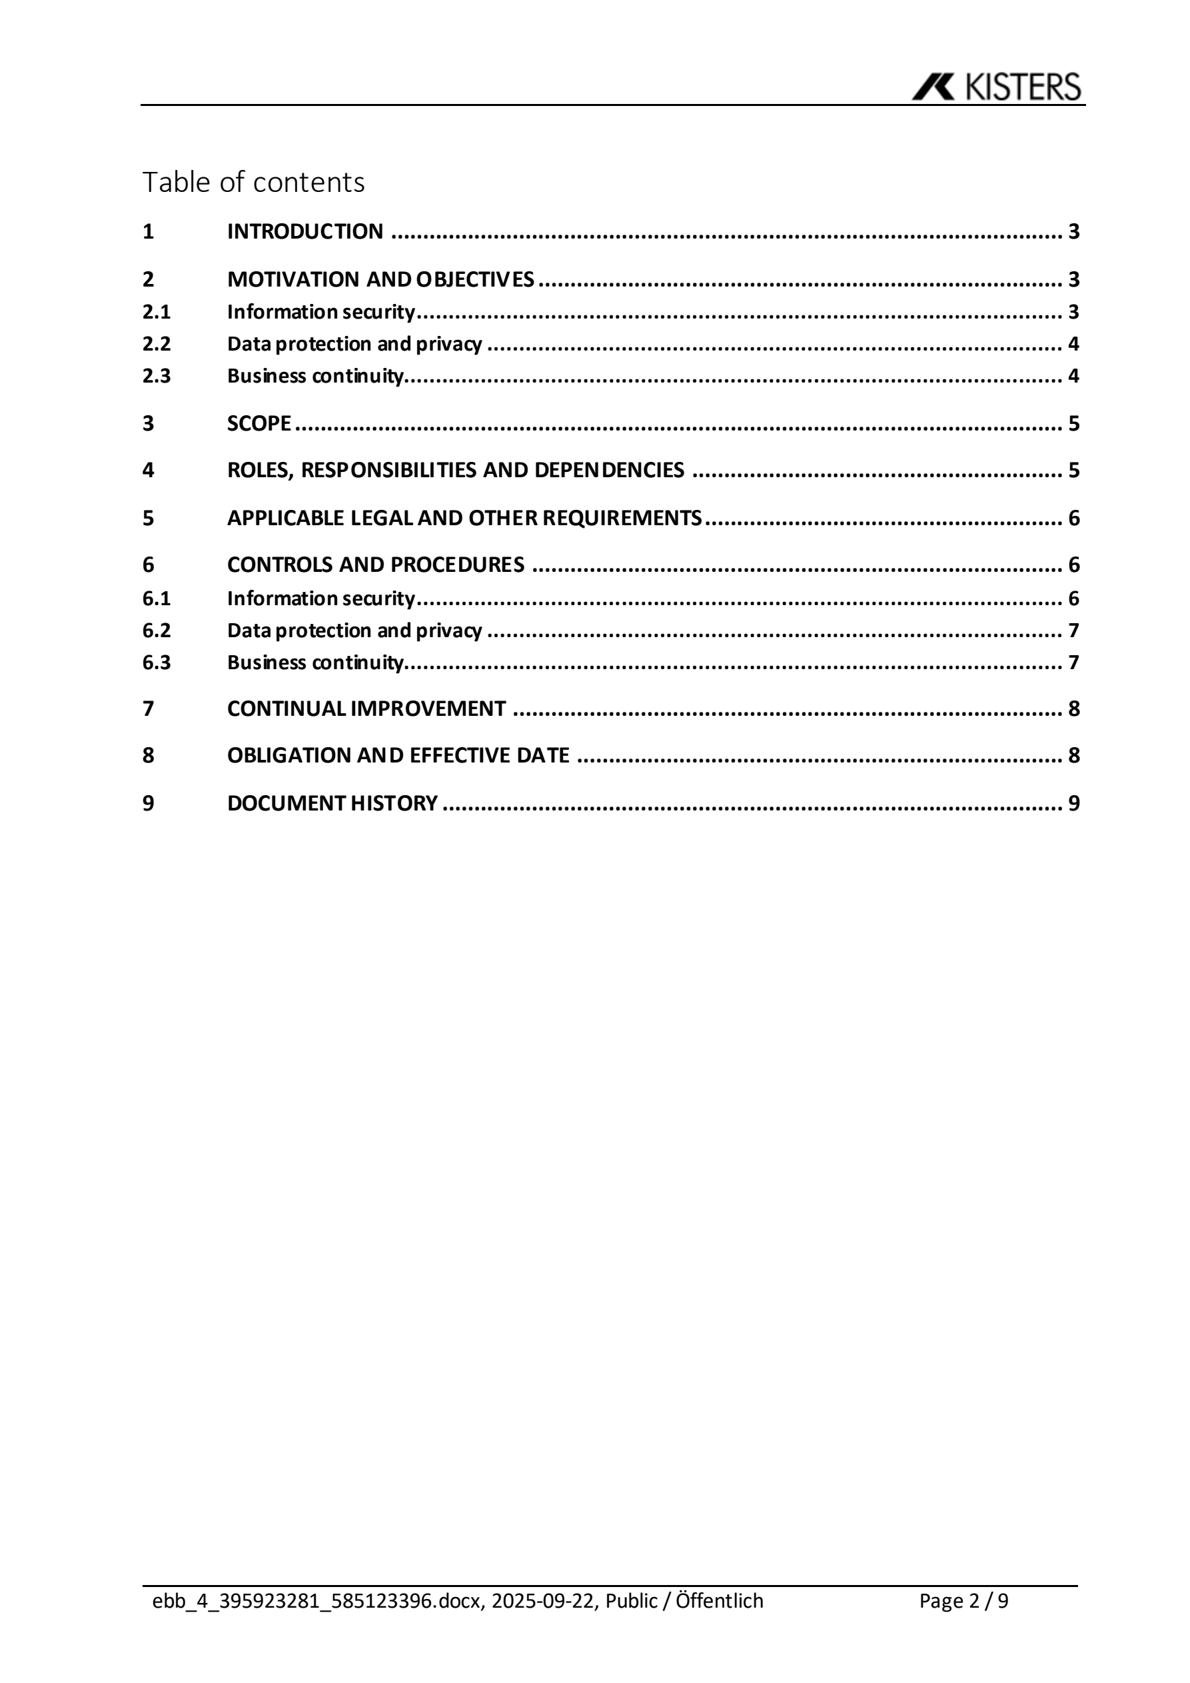 KISTERS
Table of contents
1 INTRODUCTION ........................................................................................................... 3
2 MOTIVATION AND OBJECTIVES ................................................................................... 3
2.1 Information security ....................................................................................................... 3
2.2 Data protection and privacy ........................................................................................... 4
2.3 Business continuity ......................................................................................................... 4
3 SCOPE .......................................................................................................................... 5
4 ROLES, RESPONSIBILITIES AND DEPENDENCIES .......................................................... 5
5 APPLICABLE LEGAL AND OTHER REQUIREMENTS ........................................................ 6
6 CONTROLS AND PROCEDURES .................................................................................... 6
6.1 Information security ....................................................................................................... 6
6.2 Data protection and privacy ........................................................................................... 7
6.3 Business continuity ......................................................................................................... 7
7 CONTINUAL IMPROVEMENT ....................................................................................... 8
8 OBLIGATION AND EFFECTIVE DATE ............................................................................. 8
9 DOCUMENT HISTORY .................................................................................................. 9
ebb_4_395923281_585123396.docx, 2025-09-22, Public / Öffentlich Page 2 / 9